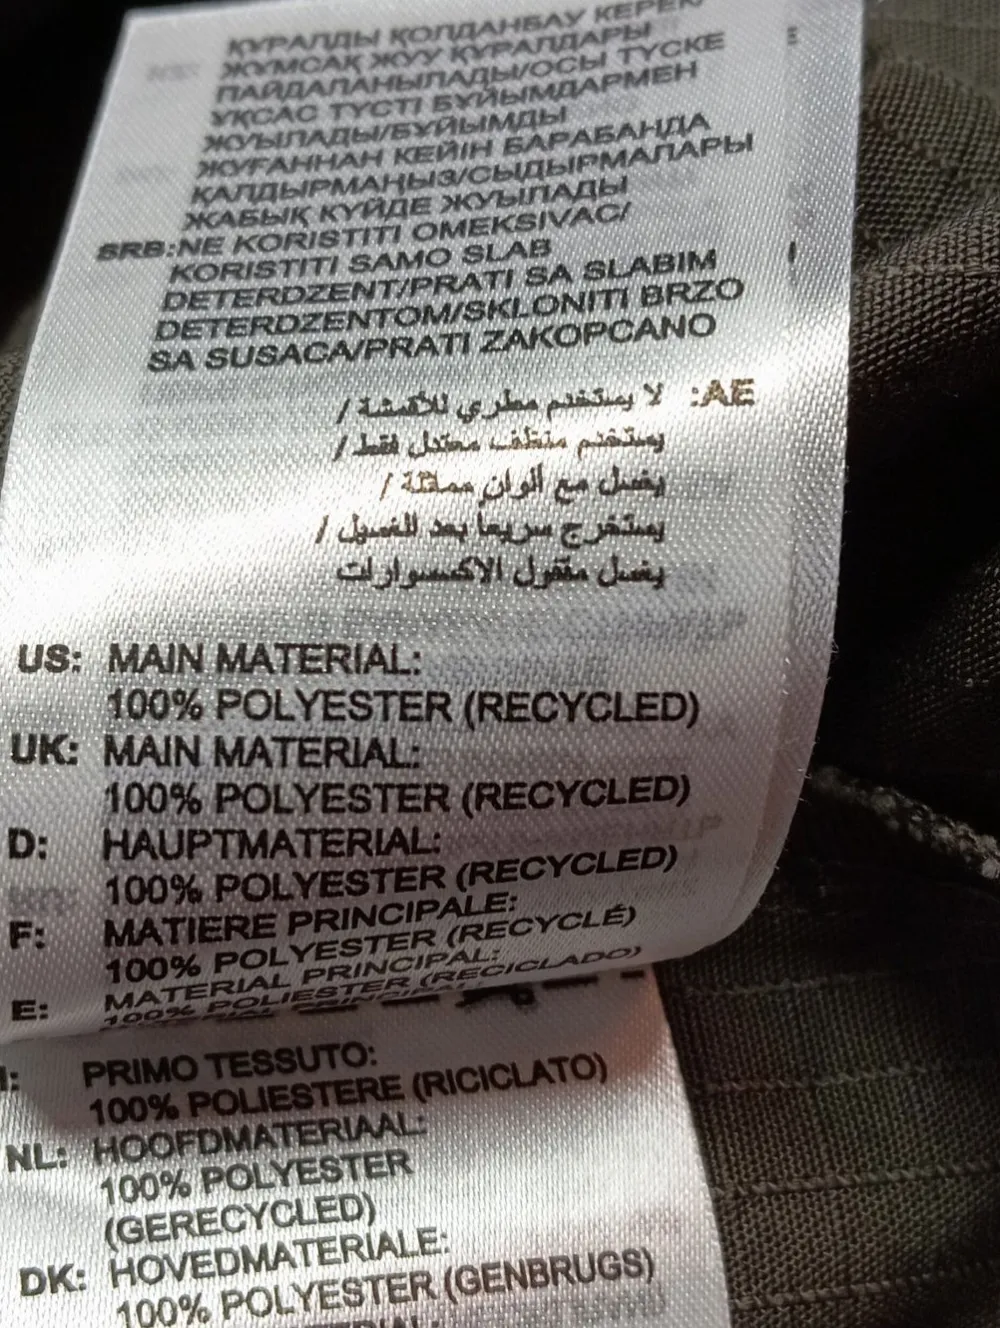 ҚҰРАЛДЫ ҚОЛДАНБАУ КЕРЕК/
ЖҰМСАҚ ЖУУ ҚҰРАЛДАРЫ
ПАЙДАЛАНЫЛАДЫ/ОСЫ ТҮСКЕ
ҰҚСАС ТҮСТІ БҰЙЫМДАРМЕН
ЖУЫЛАДЫ/БҰЙЫМДЫ
ЖУҒАННАН КЕЙІН БАРАБАНДА
ҚАЛДЫРМАҢЫЗ/СЫДЫРМАЛАРЫ
ЖАБЫҚ КҮЙДЕ ЖУЫЛАДЫ
SRB:NE KORISTITI OMEKSIVAC/
KORISTITI SAMO SLAB
DETERDZENT/PRATI SA SLABIM
DETERDZENTOM/SKLONITI BRZO
SA SUSACA/PRATI ZAKOPCANO
AE: لا يستخدم مطري للأقمشة /
يستخدم منظف معتدل فقط /
يغسل مع ألوان مماثلة /
يستخرج سريعاً بعد للغسيل /
يغسل مقفول الاكسسوارات
US: MAIN MATERIAL:
100% POLYESTER (RECYCLED)
UK: MAIN MATERIAL:
100% POLYESTER (RECYCLED)
D: HAUPTMATERIAL:
100% POLYESTER (RECYCLED)
F: MATIERE PRINCIPALE:
100% POLYESTER (RECYCLÉ)
E: MATERIAL PRINCIPAL:
100% POLIESTER (RECICLADO)
I: PRIMO TESSUTO:
100% POLIESTERE (RICICLATO)
NL: HOOFDMATERIAAL:
100% POLYESTER
(GERECYCLED)
DK: HOVEDMATERIALE:
100% POLYESTER (GENBRUGS)